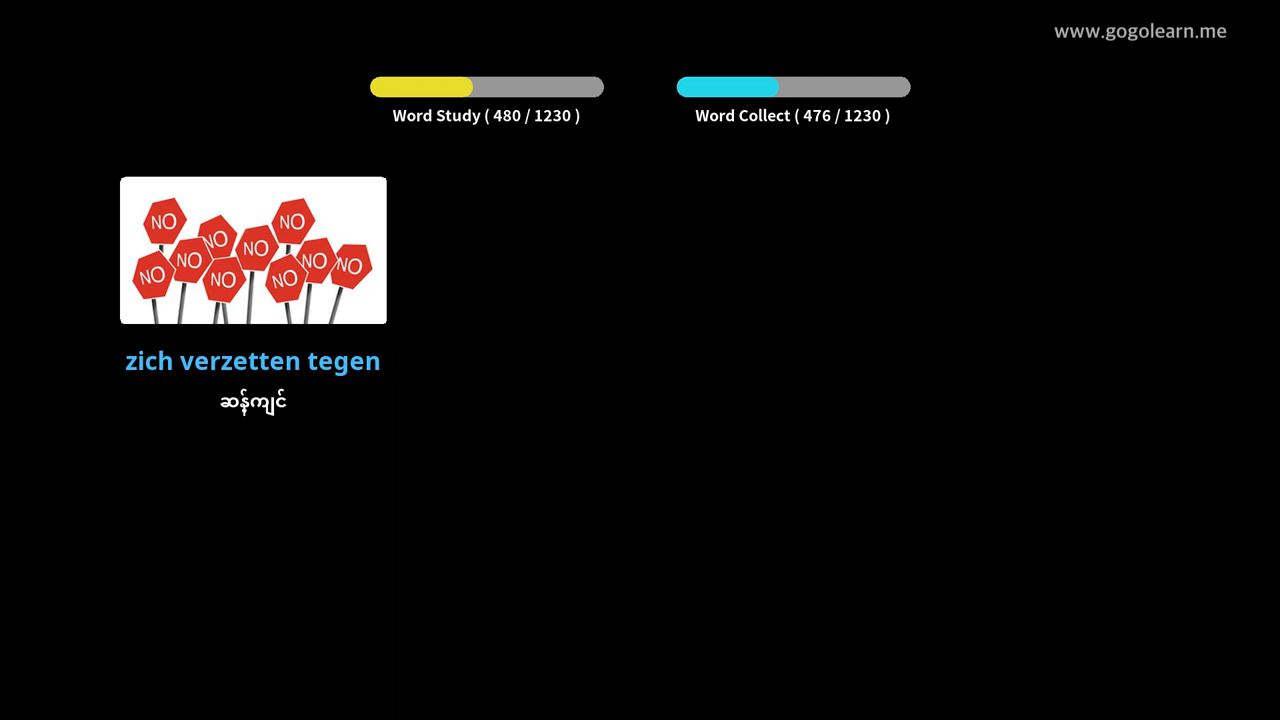 www.gogolearn.me
Word Study ( 480 / 1230 )
Word Collect ( 476 / 1230 )
NO
NO
NO
NO
NO
NO
NO
NO
NO
NO
zich verzetten tegen
ဆန့်ကျင်